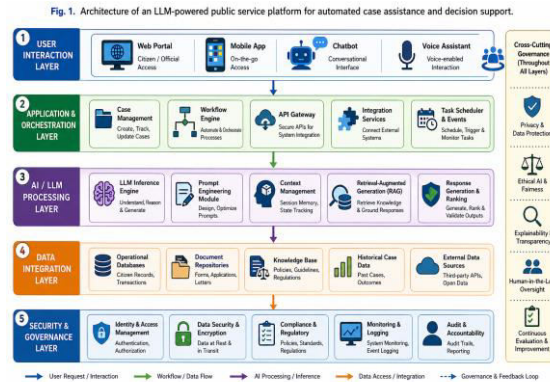 Fig. 1. Architecture of an LLM-powered public service platform for automated case assistance and decision support.
1
USER
INTERACTION
LAYER
Web Portal
Citizen / Official
Access
Mobile App
On-the-go
Access
Chatbot
Conversational
Interface
Voice Assistant
Voice-enabled
Interaction
Cross-Cutting
Governance
(Throughout
All Layers)
2
APPLICATION &
ORCHESTRATION
LAYER
Case
Management
Create, Track,
Update Cases
Workflow
Engine
Automate & Orchestrate
Processes
API Gateway
Secure APIs for
System Integration
Integration
Services
Connect External
Systems
Task Scheduler
& Events
Schedule, Trigger &
Monitor Tasks
Privacy &
Data Protection
3
AI / LLM
PROCESSING
LAYER
LLM Inference
Engine
Understand, Reason
& Generate
Prompt
Engineering
Module
Design, Optimize
Prompts
Context
Management
Session Memory,
State Tracking
Retrieval-Augmented
Generation (RAG)
Retrieve Knowledge
& Ground Responses
Response
Generation
& Ranking
Generate, Rank &
Validate Outputs
Ethical AI &
Fairness
Explainability
Transparency
4
DATA
INTEGRATION
LAYER
Operational
Databases
Citizen Records,
Transactions
Document
Repositories
Forms, Applications,
Letters
Knowledge Base
Policies, Guidelines,
Regulations
Historical Case
Data
Past Cases,
Outcomes
External Data
Sources
Third-party APIs,
Open Data
Human-in-the-L
Oversight
5
SECURITY &
GOVERNANCE
LAYER
Identity & Access
Management
Authentication,
Authorization
Data Security &
Encryption
Data at Rest &
in Transit
Compliance &
Regulatory
Policies, Standards,
Regulations
Monitoring &
Logging
System Monitoring,
Event Logging
Audit &
Accountability
Audit Trails,
Reporting
Continuous
Evaluation &
Improvement
User Request / Interaction
Workflow / Data Flow
AI Processing / Inference
Data Access / Integration
Governance & Feedback Loop